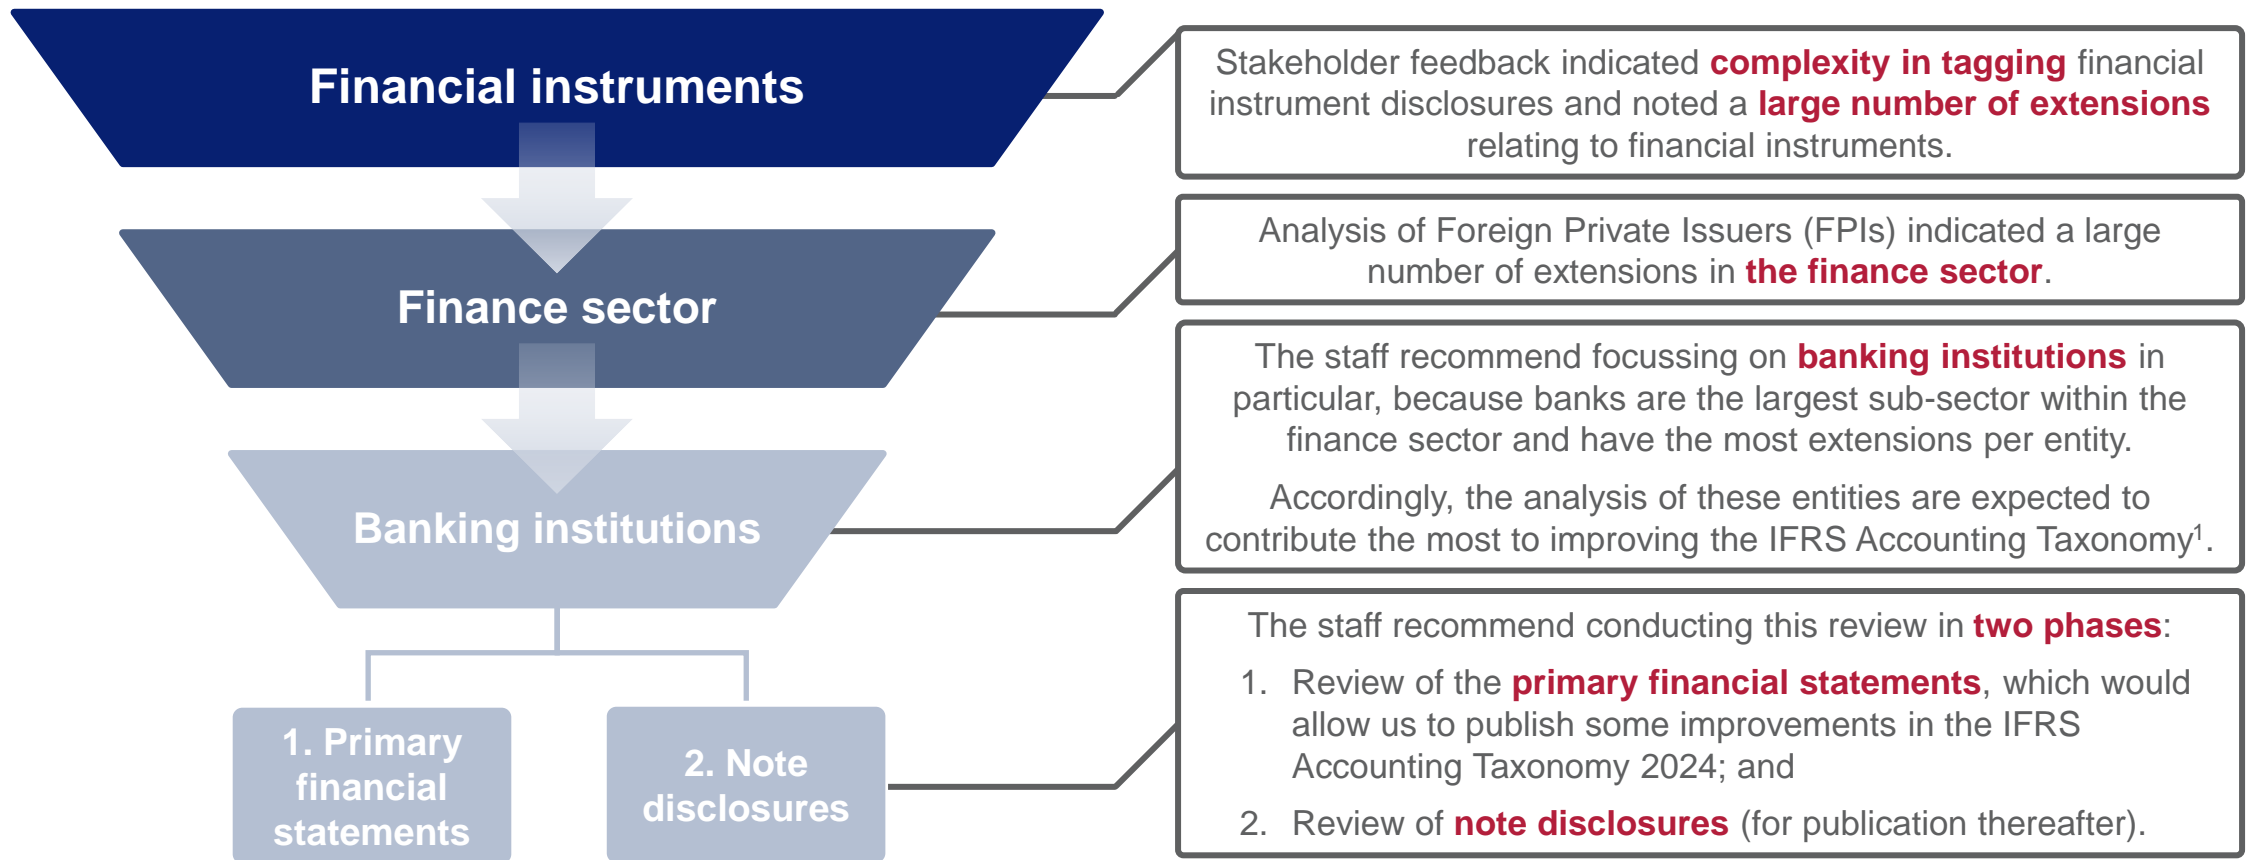 Financial instruments
Stakeholder feedback indicated complexity in tagging financial
instrument disclosures and noted a large number of extensions
relating to financial instruments.
Finance sector
Analysis of Foreign Private Issuers (FPIs) indicated a large
number of extensions in the finance sector.
Banking institutions
The staff recommend focussing on banking institutions in
particular, because banks are the largest sub-sector within the
finance sector and have the most extensions per entity.
Accordingly, the analysis of these entities are expected to
contribute the most to improving the IFRS Accounting Taxonomy¹.
1. Primary
financial
statements
2. Note
disclosures
The staff recommend conducting this review in two phases:
1. Review of the primary financial statements, which would
allow us to publish some improvements in the IFRS
Accounting Taxonomy 2024; and
2. Review of note disclosures (for publication thereafter).